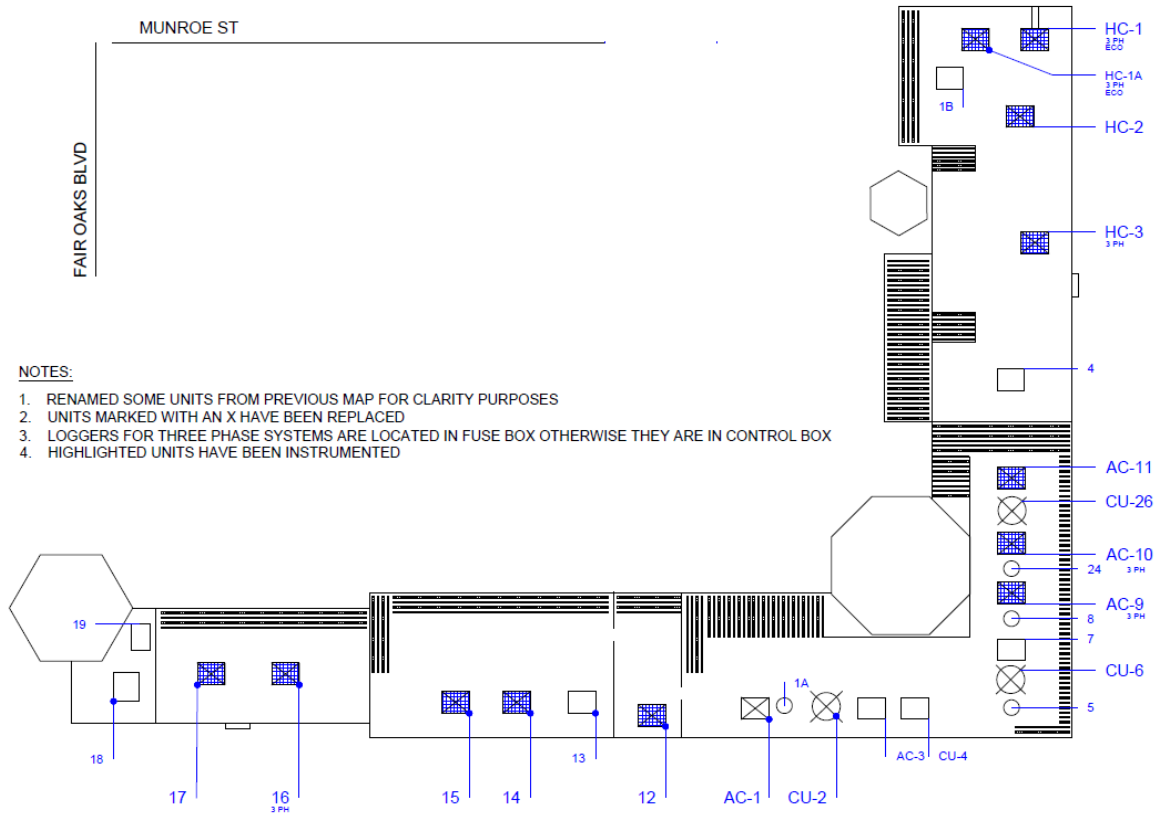 MUNROE ST
FAIR OAKS BLVD
HC-1
3 PH
ECO
HC-1A
3 PH
ECO
1B
HC-2
HC-3
3 PH
4
NOTES:
1. RENAMED SOME UNITS FROM PREVIOUS MAP FOR CLARITY PURPOSES
2. UNITS MARKED WITH AN X HAVE BEEN REPLACED
3. LOGGERS FOR THREE PHASE SYSTEMS ARE LOCATED IN FUSE BOX OTHERWISE THEY ARE IN CONTROL BOX
4. HIGHLIGHTED UNITS HAVE BEEN INSTRUMENTED
AC-11
CU-26
AC-10
24 3 PH
AC-9
8 3 PH
7
CU-6
5
19
1A
18
13
AC-3 CU-4
17
16
3 PH
15
14
12
AC-1
CU-2